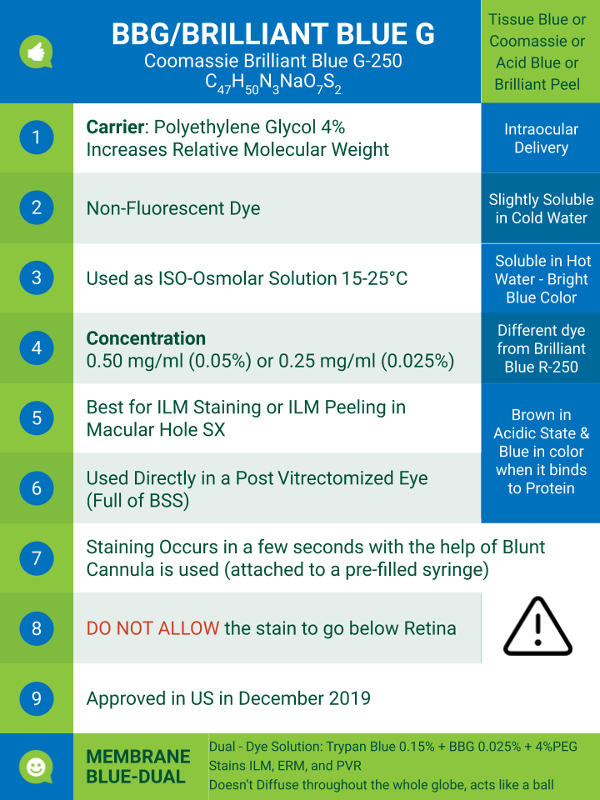 BBG/BRILLIANT BLUE G
Coomassie Brilliant Blue G-250
C₄₇H₅₀N₃NaO₇S₂
Tissue Blue or
Coomassie or
Acid Blue or
Brilliant Peel
1
Carrier: Polyethylene Glycol 4%
Increases Relative Molecular Weight
Intraocular
Delivery
2
Non-Fluorescent Dye
Slightly Soluble
in Cold Water
3
Used as ISO-Osmolar Solution 15-25°C
Soluble in Hot
Water - Bright
Blue Color
4
Concentration
0.50 mg/ml (0.05%) or 0.25 mg/ml (0.025%)
Different dye
from Brilliant
Blue R-250
5
Best for ILM Staining or ILM Peeling in
Macular Hole SX
Brown in
Acidic State &
Blue in color
when it binds
to Protein
6
Used Directly in a Post Vitrectomized Eye
(Full of BSS)
7
Staining Occurs in a few seconds with the help of Blunt
Cannula is used (attached to a pre-filled syringe)
8
DO NOT ALLOW the stain to go below Retina
9
Approved in US in December 2019
MEMBRANE
BLUE-DUAL
Dual - Dye Solution: Trypan Blue 0.15% + BBG 0.025% + 4%PEG
Stains ILM, ERM, and PVR
Doesn't Diffuse throughout the whole globe, acts like a ball